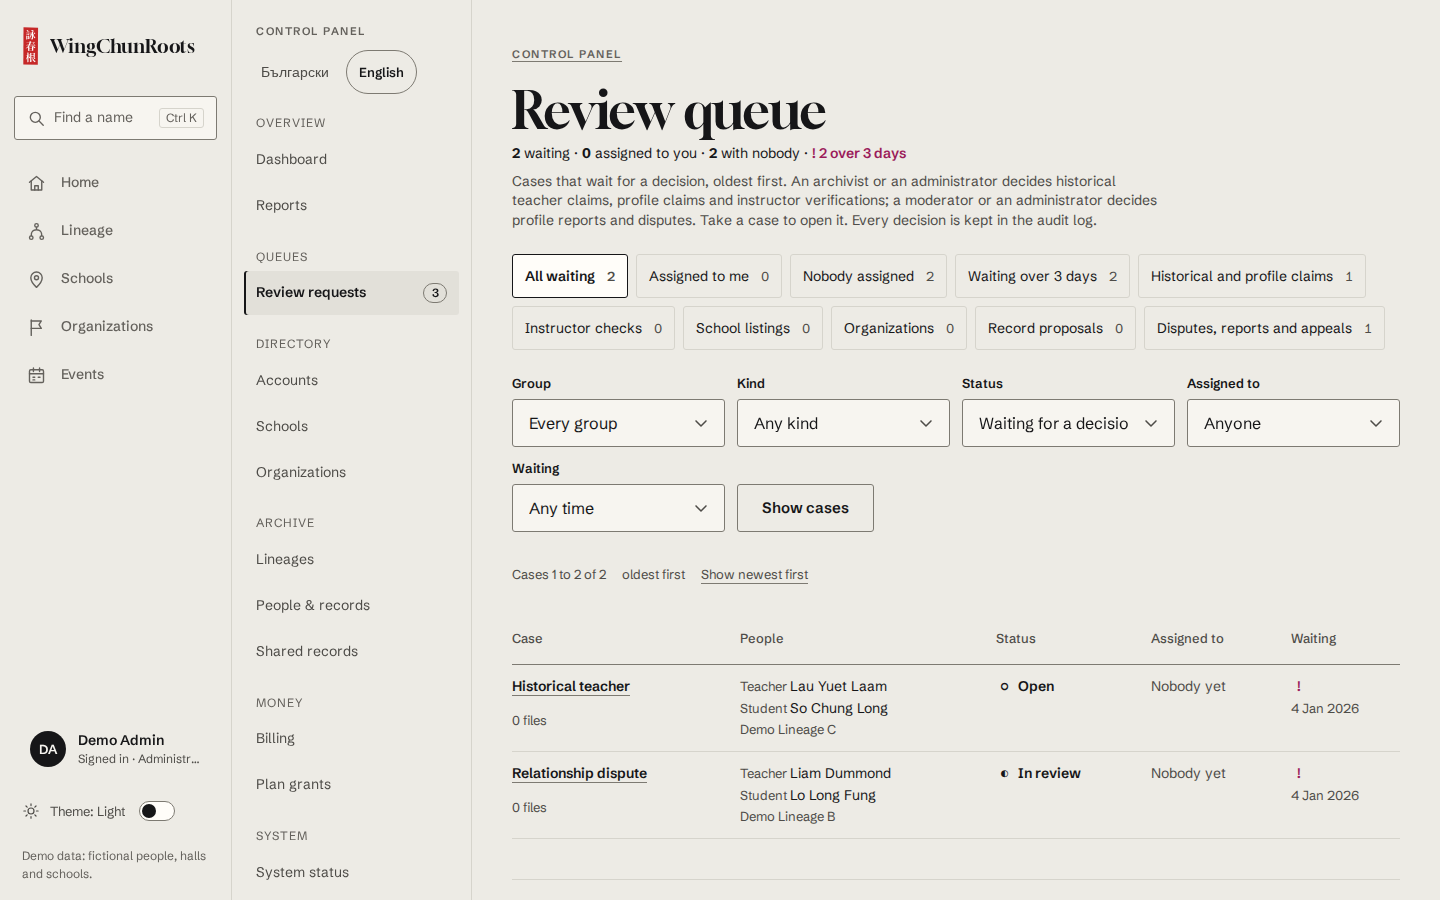 詠春根
WingChunRoots
Find a name
Ctrl K
Home
Lineage
Schools
Organizations
Events
DA
Demo Admin
Signed in · Administr...
Theme: Light
Demo data: fictional people, halls
and schools.
CONTROL PANEL
Български
English
OVERVIEW
Dashboard
Reports
QUEUES
Review requests 3
DIRECTORY
Accounts
Schools
Organizations
ARCHIVE
Lineages
People & records
Shared records
MONEY
Billing
Plan grants
SYSTEM
System status
CONTROL PANEL
Review queue
2 waiting · 0 assigned to you · 2 with nobody · ! 2 over 3 days
Cases that wait for a decision, oldest first. An archivist or an administrator decides historical
teacher claims, profile claims and instructor verifications; a moderator or an administrator decides
profile reports and disputes. Take a case to open it. Every decision is kept in the audit log.
All waiting 2
Assigned to me 0
Nobody assigned 2
Waiting over 3 days 2
Historical and profile claims 1
Instructor checks 0
School listings 0
Organizations 0
Record proposals 0
Disputes, reports and appeals 1
Group
Kind
Status
Assigned to
Every group
Any kind
Waiting for a decisio
Anyone
Waiting
Any time
Show cases
Cases 1 to 2 of 2 oldest first Show newest first
Case People Status Assigned to Waiting
Historical teacher
0 files
Teacher Lau Yuet Laam
Student So Chung Long
Demo Lineage C
Open
Nobody yet
!
4 Jan 2026
Relationship dispute
0 files
Teacher Liam Dummond
Student Lo Long Fung
Demo Lineage B
In review
Nobody yet
!
4 Jan 2026